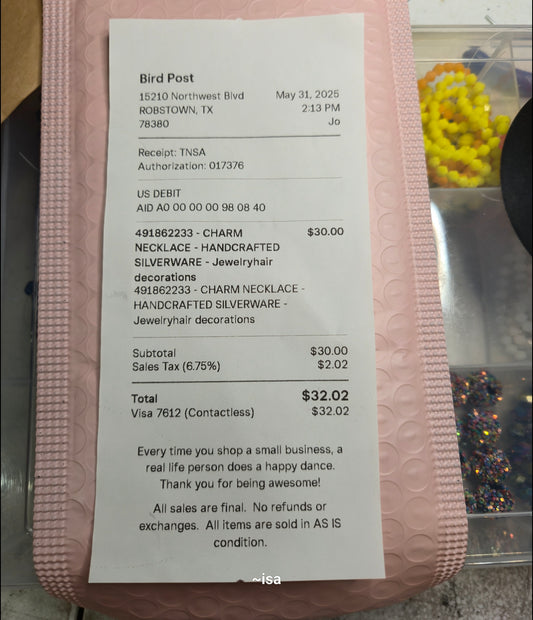 Bird Post
15210 Northwest Blvd May 31, 2025
ROBSTOWN, TX 2:13 PM
78380 Jo
Receipt: TNSA
Authorization: 017376
US DEBIT
AID A0 00 00 00 98 08 40
491862233 - CHARM $30.00
NECKLACE - HANDCRAFTED
SILVERWARE - Jewelryhair
decorations
491862233 - CHARM NECKLACE -
HANDCRAFTED SILVERWARE -
Jewelryhair decorations
Subtotal $30.00
Sales Tax (6.75%) $2.02
Total $32.02
Visa 7612 (Contactless) $32.02
Every time you shop a small business, a
real life person does a happy dance.
Thank you for being awesome!
All sales are final. No refunds or
exchanges. All items are sold in AS IS
condition.
~isa